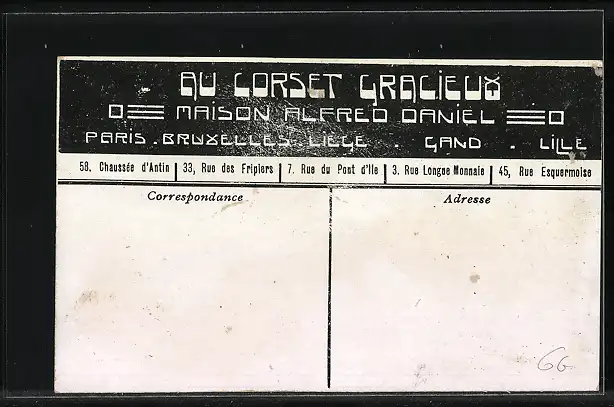 AU CORSET GRACIEUX
MAISON ALFRED DANIEL
PARIS . BRUXELLES . LIEGE . GAND . LILLE
58, Chaussée d'Antin | 33, Rue des Fripiers | 7, Rue du Pont d'Ile | 3, Rue Longue Monnaie | 45, Rue Esquermoise
Correspondance Adresse
66